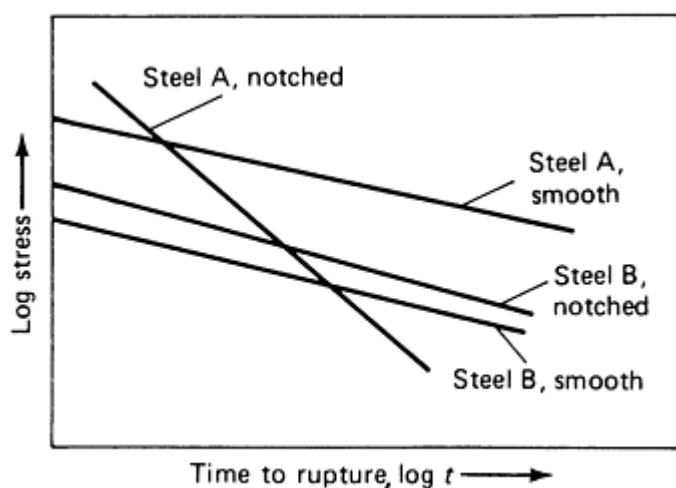 Steel A, notched
Steel A,
smooth
Log stress
Steel B,
notched
Steel B, smooth
Time to rupture, log t